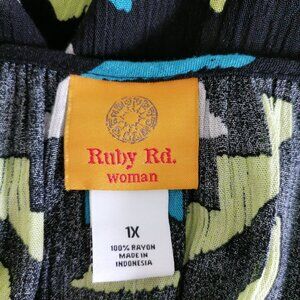 Ruby Rd.
woman
1X
100% RAYON
MADE IN
INDONESIA